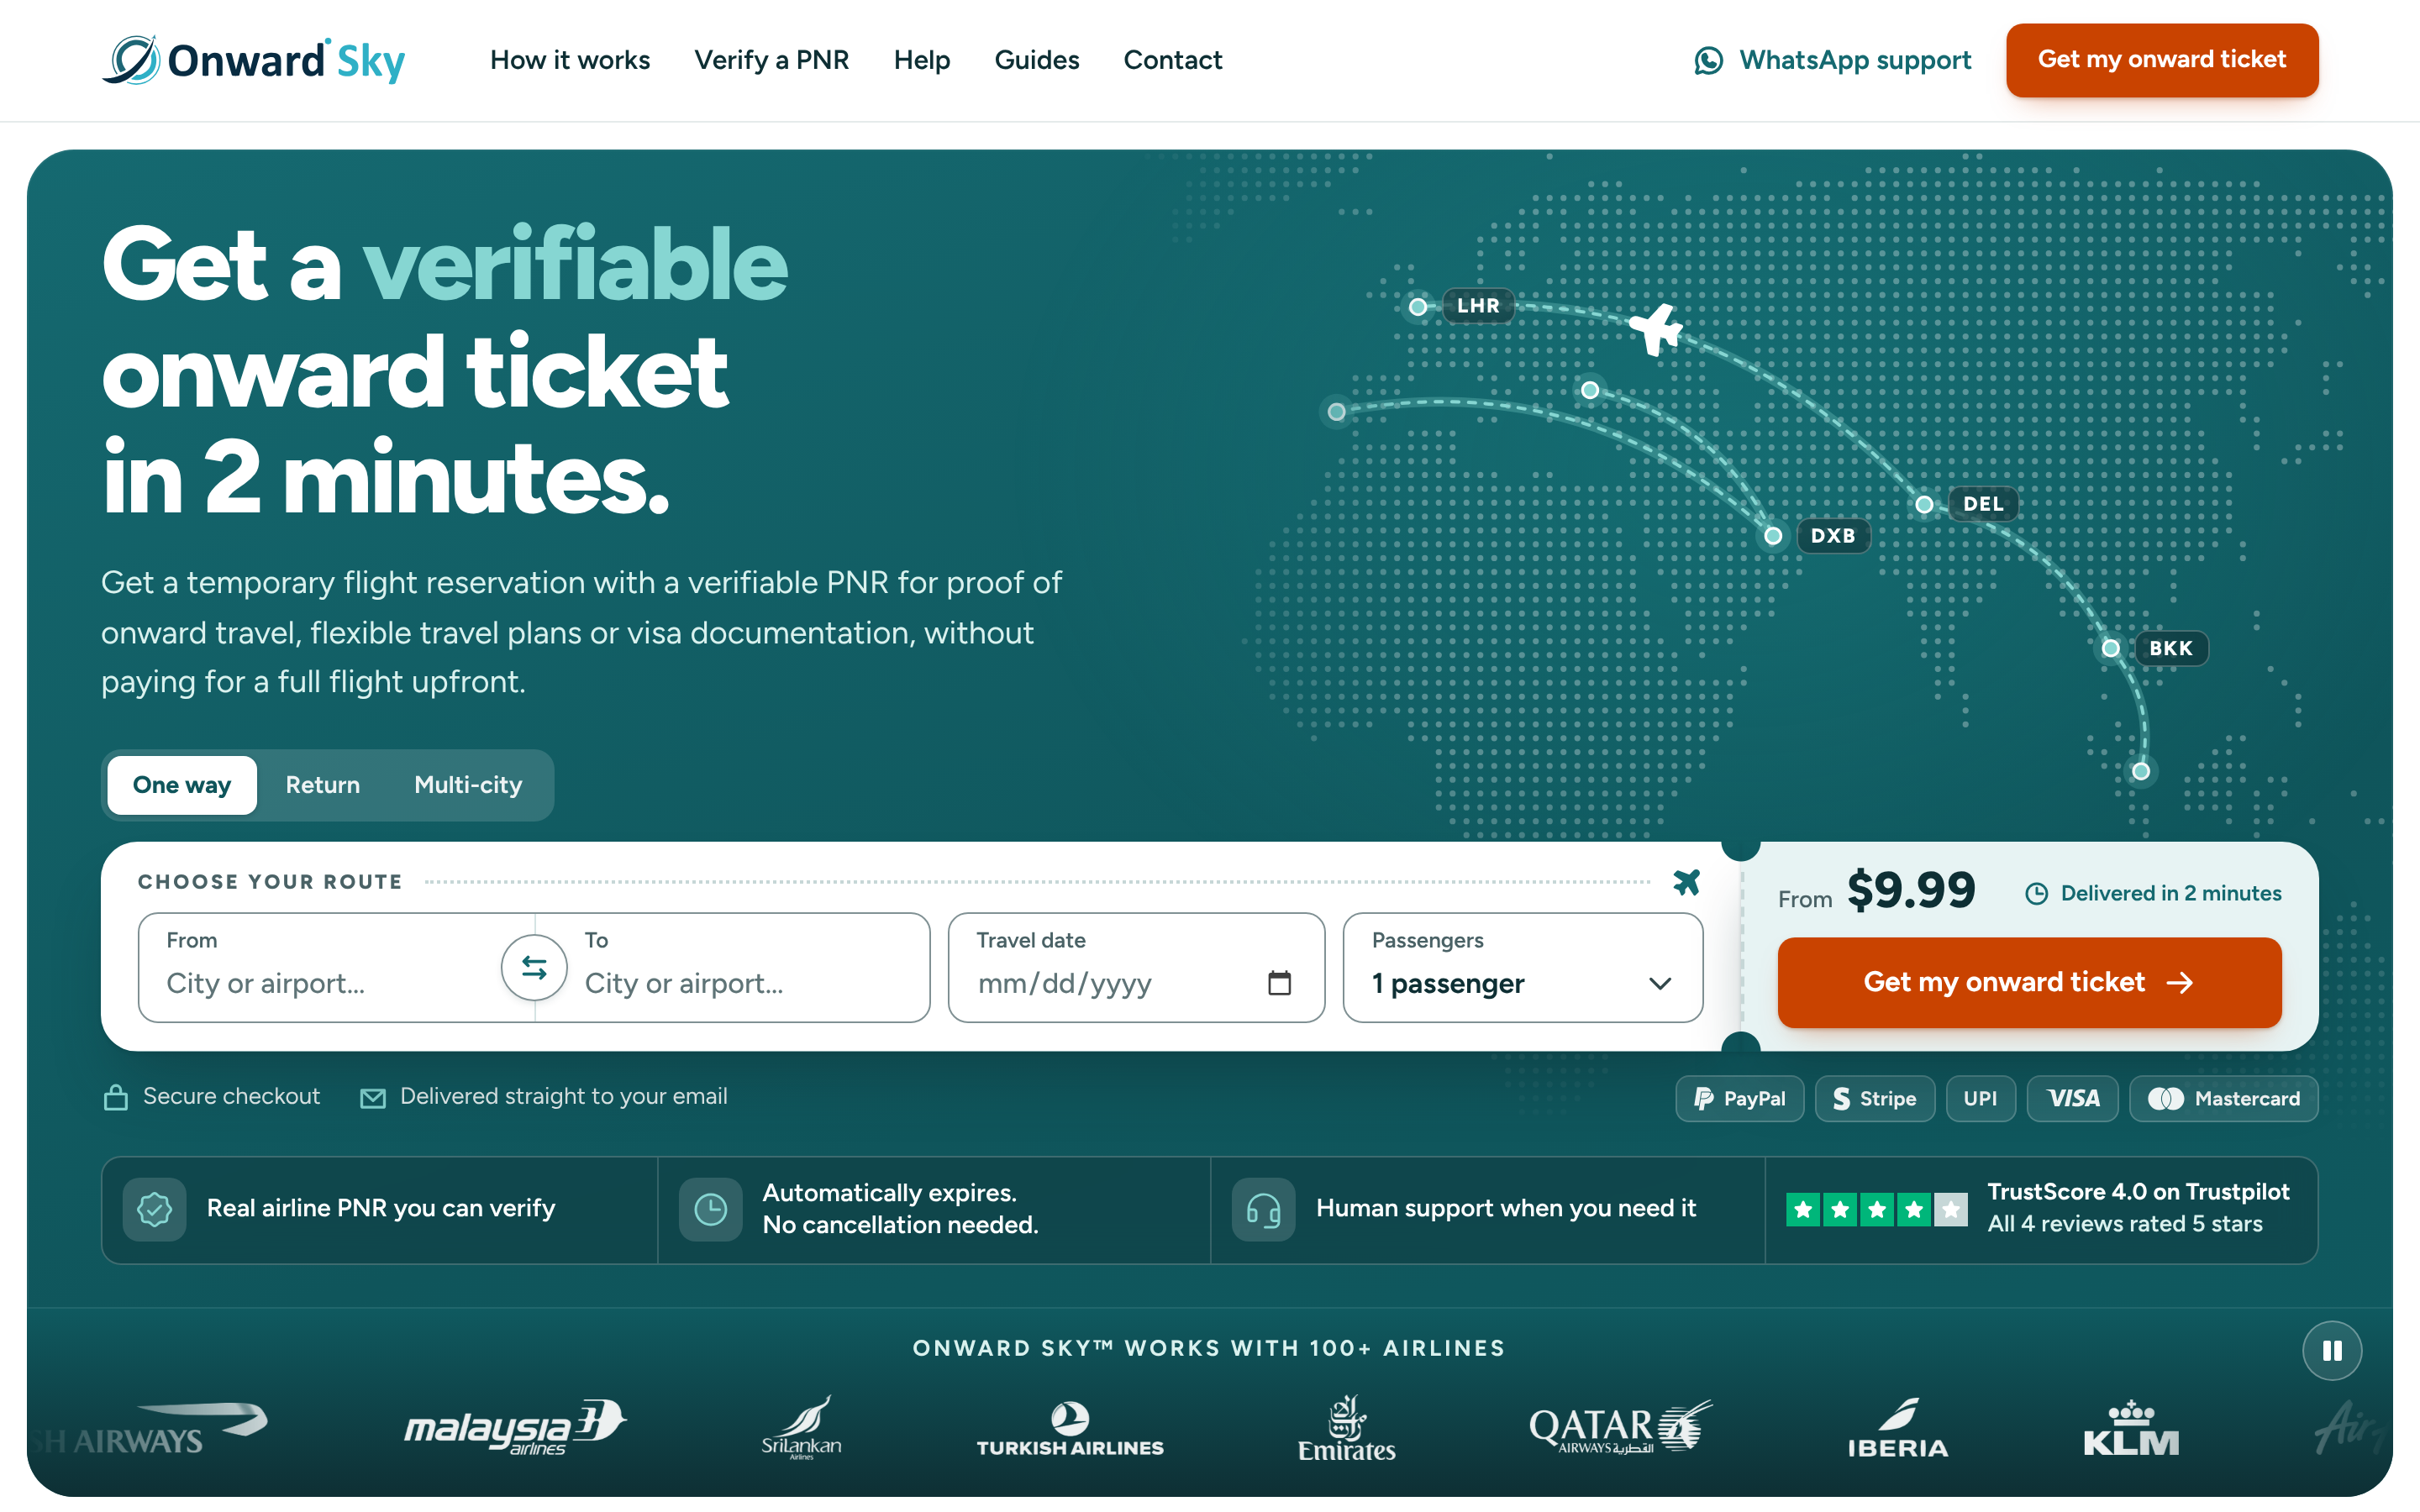 Onward Sky
How it works
Verify a PNR
Help
Guides
Contact
WhatsApp support
Get my onward ticket
Get a verifiable
onward ticket
in 2 minutes.
Get a temporary flight reservation with a verifiable PNR for proof of
onward travel, flexible travel plans or visa documentation, without
paying for a full flight upfront.
LHR
DEL
DXB
BKK
One way
Return
Multi-city
CHOOSE YOUR ROUTE
From
City or airport...
To
City or airport...
Travel date
mm/dd/yyyy
Passengers
1 passenger
From $9.99
Delivered in 2 minutes
Get my onward ticket
Secure checkout
Delivered straight to your email
PayPal
Stripe
UPI
VISA
Mastercard
Real airline PNR you can verify
Automatically expires.
No cancellation needed.
Human support when you need it
TrustScore 4.0 on Trustpilot
All 4 reviews rated 5 stars
ONWARD SKY™ WORKS WITH 100+ AIRLINES
SH AIRWAYS
malaysia
airlines
SriLankan
Airlines
TURKISH AIRLINES
Emirates
QATAR
AIRWAYS القطرية
IBERIA
KLM